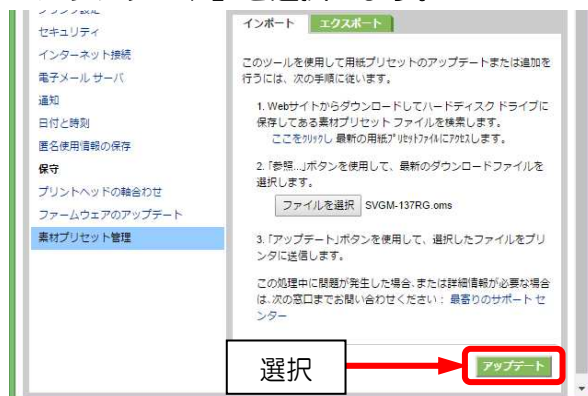 セキュリティ
インターネット接続
電子メール サーバ
通知
日付と時刻
匿名使用情報の保存
保守
プリントヘッドの軸合わせ
ファームウェアのアップデート
素材プリセット管理
インポート エクスポート
このツールを使用して用紙プリセットのアップデートまたは追加を
行うには、次の手順に従います。
1. Webサイトからダウンロードしてハードディスク ドライブに
保存してある素材プリセット ファイルを検索します。
ここをクリックし 最新の用紙プリセットファイルにアクセスします。
2. 「参照...」ボタンを使用して、最新のダウンロードファイルを
選択します。
ファイルを選択 SVGM-137RG.oms
3. 「アップデート」ボタンを使用して、選択したファイルをプリ
ンタに送信します。
この処理中に問題が発生した場合、または詳細情報が必要な場合
は、次の窓口までお問い合わせください： 最寄りのサポート セ
ンター
選択
アップデート